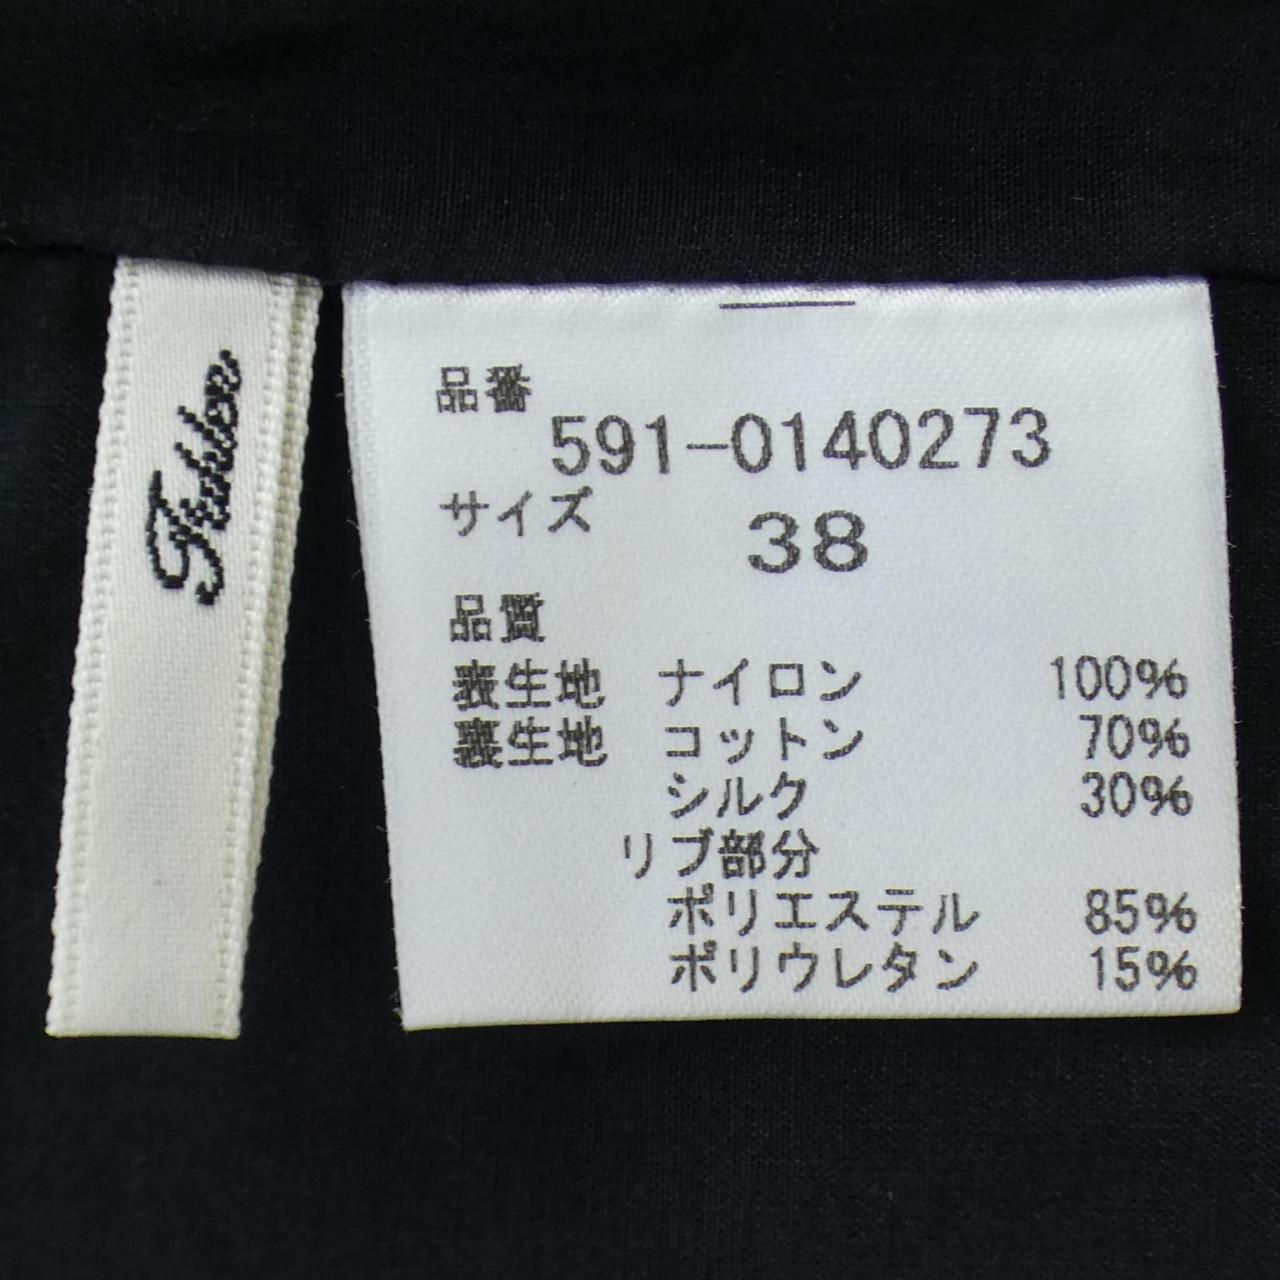 品番
591-0140273
サイズ
38
品質
表生地 ナイロン 100%
裏生地 コットン 70%
シルク 30%
リブ部分
ポリエステル 85%
ポリウレタン 15%